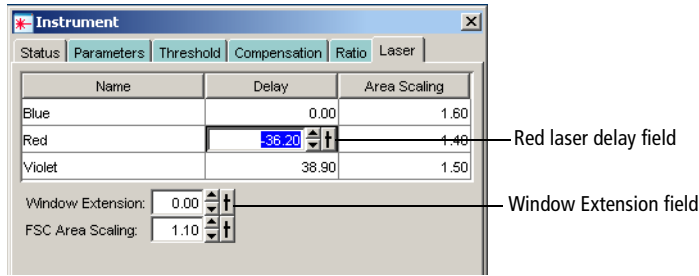 Instrument
Status Parameters Threshold Compensation Ratio Laser
Name Delay Area Scaling
Blue 0.00 1.60
Red -36.20 1.40 Red laser delay field
Violet 38.90 1.50
Window Extension: 0.00 Window Extension field
FSC Area Scaling: 1.10